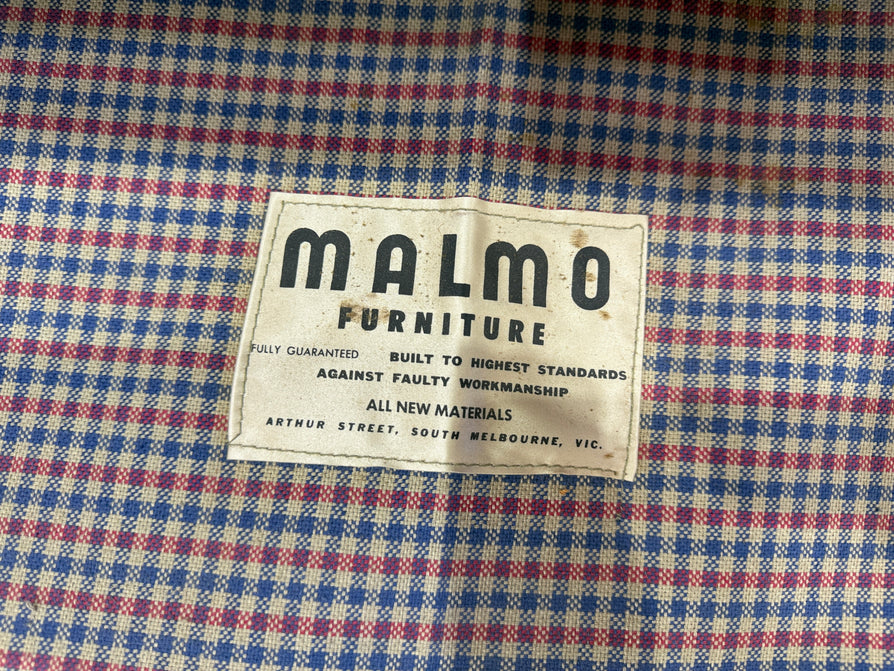 MALMO
FURNITURE
FULLY GUARANTEED BUILT TO HIGHEST STANDARDS
AGAINST FAULTY WORKMANSHIP
ALL NEW MATERIALS
ARTHUR STREET, SOUTH MELBOURNE, VIC.